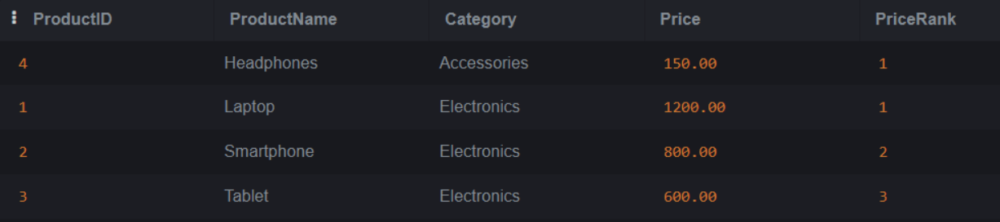 ProductID ProductName Category Price PriceRank
4 Headphones Accessories 150.00 1
1 Laptop Electronics 1200.00 1
2 Smartphone Electronics 800.00 2
3 Tablet Electronics 600.00 3